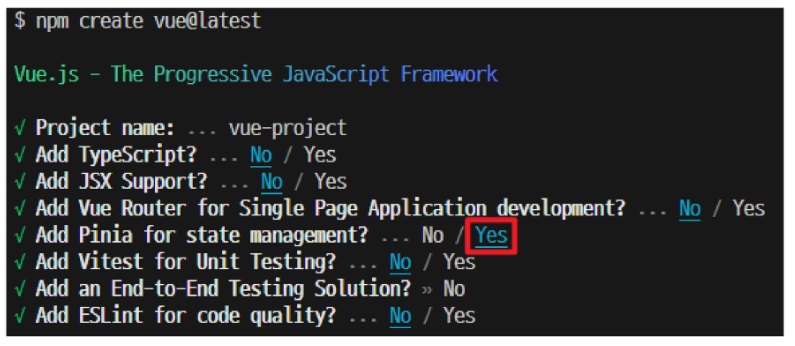 $ npm create vue@latest
Vue.js - The Progressive JavaScript Framework
√ Project name: ... vue-project
√ Add TypeScript? ... No / Yes
√ Add JSX Support? ... No / Yes
√ Add Vue Router for Single Page Application development? ... No / Yes
√ Add Pinia for state management? ... No / Yes
√ Add Vitest for Unit Testing? ... No / Yes
√ Add an End-to-End Testing Solution? » No
√ Add ESLint for code quality? ... No / Yes